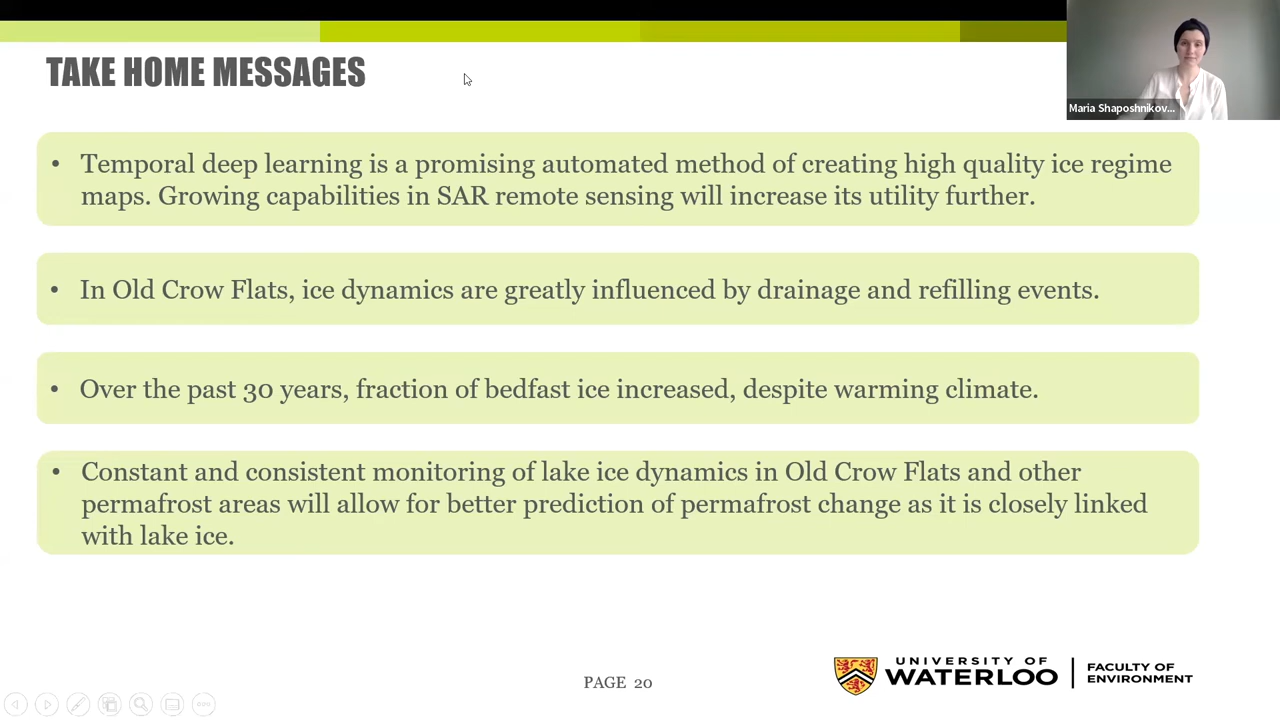 TAKE HOME MESSAGES
Maria Shaposhnikov...
• Temporal deep learning is a promising automated method of creating high quality ice regime
maps. Growing capabilities in SAR remote sensing will increase its utility further.
• In Old Crow Flats, ice dynamics are greatly influenced by drainage and refilling events.
• Over the past 30 years, fraction of bedfast ice increased, despite warming climate.
• Constant and consistent monitoring of lake ice dynamics in Old Crow Flats and other
permafrost areas will allow for better prediction of permafrost change as it is closely linked
with lake ice.
PAGE 20
UNIVERSITY OF
WATERLOO
FACULTY OF
ENVIRONMENT